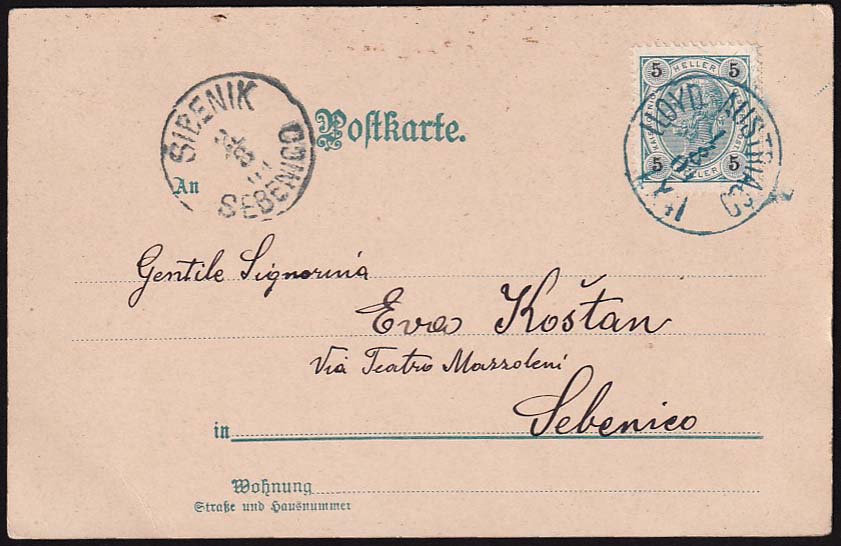 5 HELLER 5
LLOYD AUSTRIACO
5 HELLER 5
SIBENIK
SEBENICO
Postkarte.
An
Gentile Signorina
Eva Koštan
Via Teatro Mazzoleni
in Sebenico
Wohnung
Straße und Hausnummer